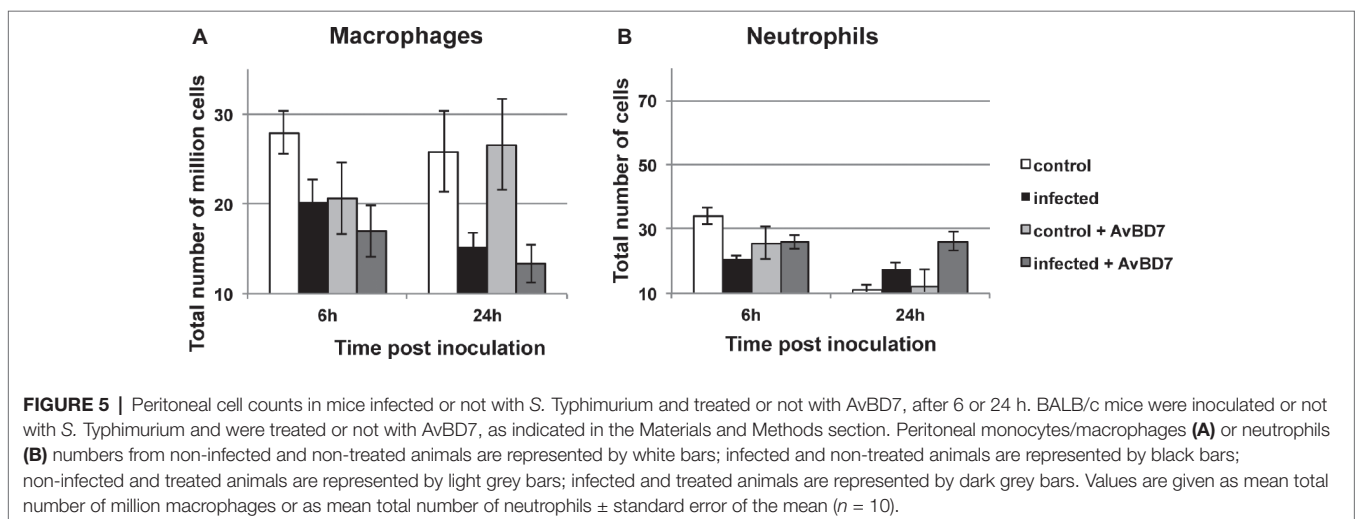 A Macrophages
Total number of million cells
30
20
10
6h 24h
Time post inoculation
B Neutrophils
Total number of cells
70
50
30
10
6h 24h
Time post inoculation
control
infected
control + AvBD7
infected + AvBD7
FIGURE 5 | Peritoneal cell counts in mice infected or not with S. Typhimurium and treated or not with AvBD7, after 6 or 24 h. BALB/c mice were inoculated or not
with S. Typhimurium and were treated or not with AvBD7, as indicated in the Materials and Methods section. Peritoneal monocytes/macrophages (A) or neutrophils
(B) numbers from non-infected and non-treated animals are represented by white bars; infected and non-treated animals are represented by black bars;
non-infected and treated animals are represented by light grey bars; infected and treated animals are represented by dark grey bars. Values are given as mean total
number of million macrophages or as mean total number of neutrophils ± standard error of the mean (n = 10).